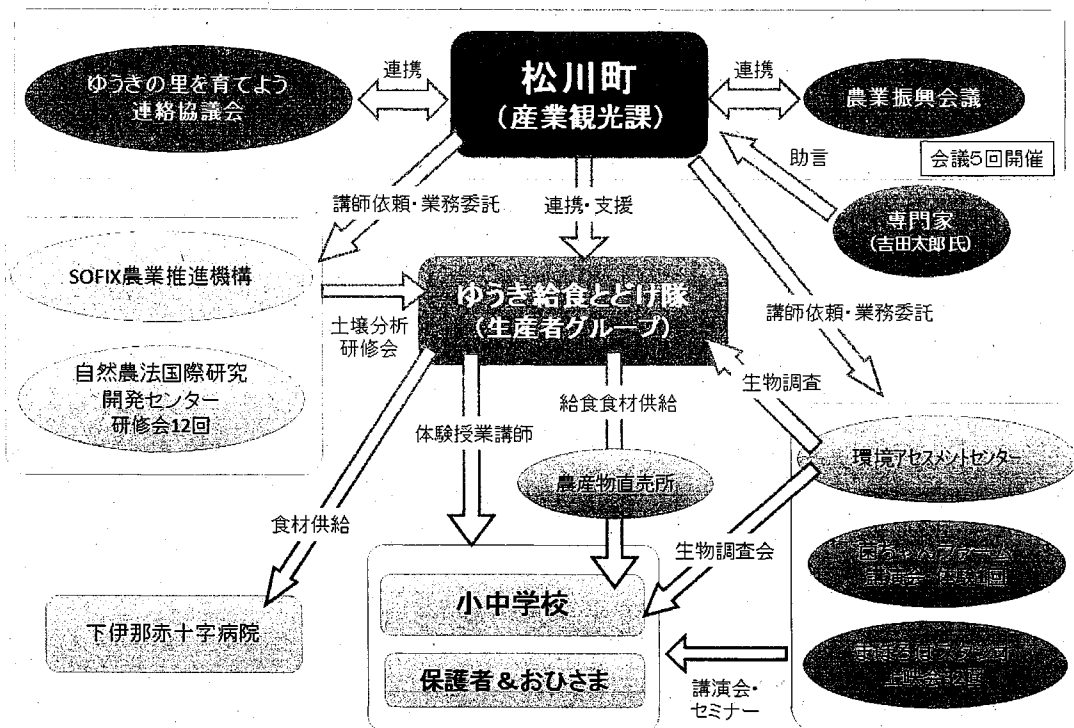 ゆうきの里を育てよう
連絡協議会
連携
松川町
(産業観光課)
連携
農業振興会議
会議5回開催
助言
専門家
(吉田太郎氏)
講師依頼・業務委託
連携・支援
講師依頼・業務委託
SOFIX農業推進機構
土壌分析
研修会
自然農法国際研究
開発センター
研修会12回
ゆうき給食とどけ隊
(生産者グループ)
生物調査
給食食材供給
体験授業講師
農産物直売所
環境アセスメントセンター
食材供給
生物調査会
菌ちゃんファーム
小中学校
下伊那赤十字病院
保護者&おひさま
講演会・
セミナー